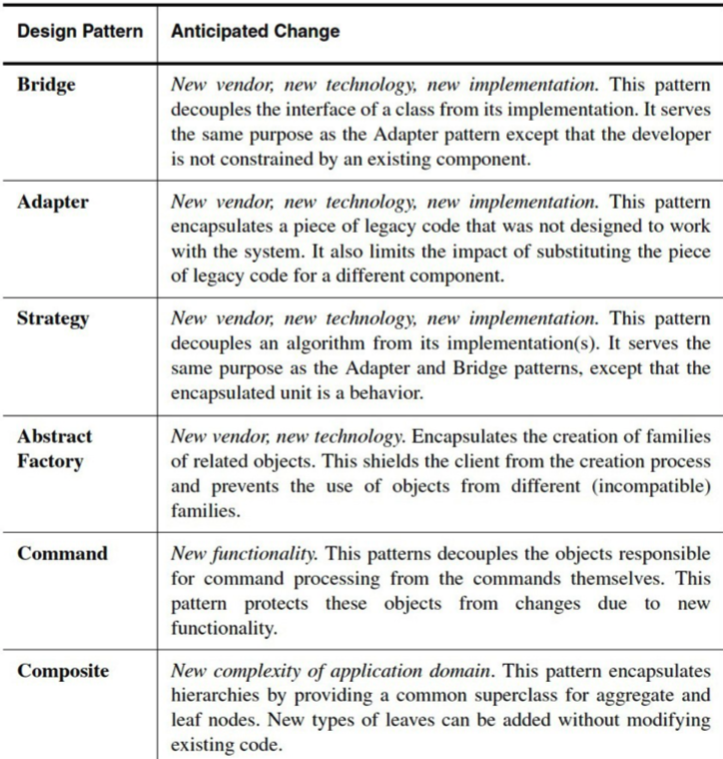 Design Pattern Anticipated Change
Bridge New vendor, new technology, new implementation. This pattern
decouples the interface of a class from its implementation. It serves
the same purpose as the Adapter pattern except that the developer
is not constrained by an existing component.
Adapter New vendor, new technology, new implementation. This pattern
encapsulates a piece of legacy code that was not designed to work
with the system. It also limits the impact of substituting the piece
of legacy code for a different component.
Strategy New vendor, new technology, new implementation. This pattern
decouples an algorithm from its implementation(s). It serves the
same purpose as the Adapter and Bridge patterns, except that the
encapsulated unit is a behavior.
Abstract New vendor, new technology. Encapsulates the creation of families
Factory of related objects. This shields the client from the creation process
and prevents the use of objects from different (incompatible)
families.
Command New functionality. This patterns decouples the objects responsible
for command processing from the commands themselves. This
pattern protects these objects from changes due to new
functionality.
Composite New complexity of application domain. This pattern encapsulates
hierarchies by providing a common superclass for aggregate and
leaf nodes. New types of leaves can be added without modifying
existing code.